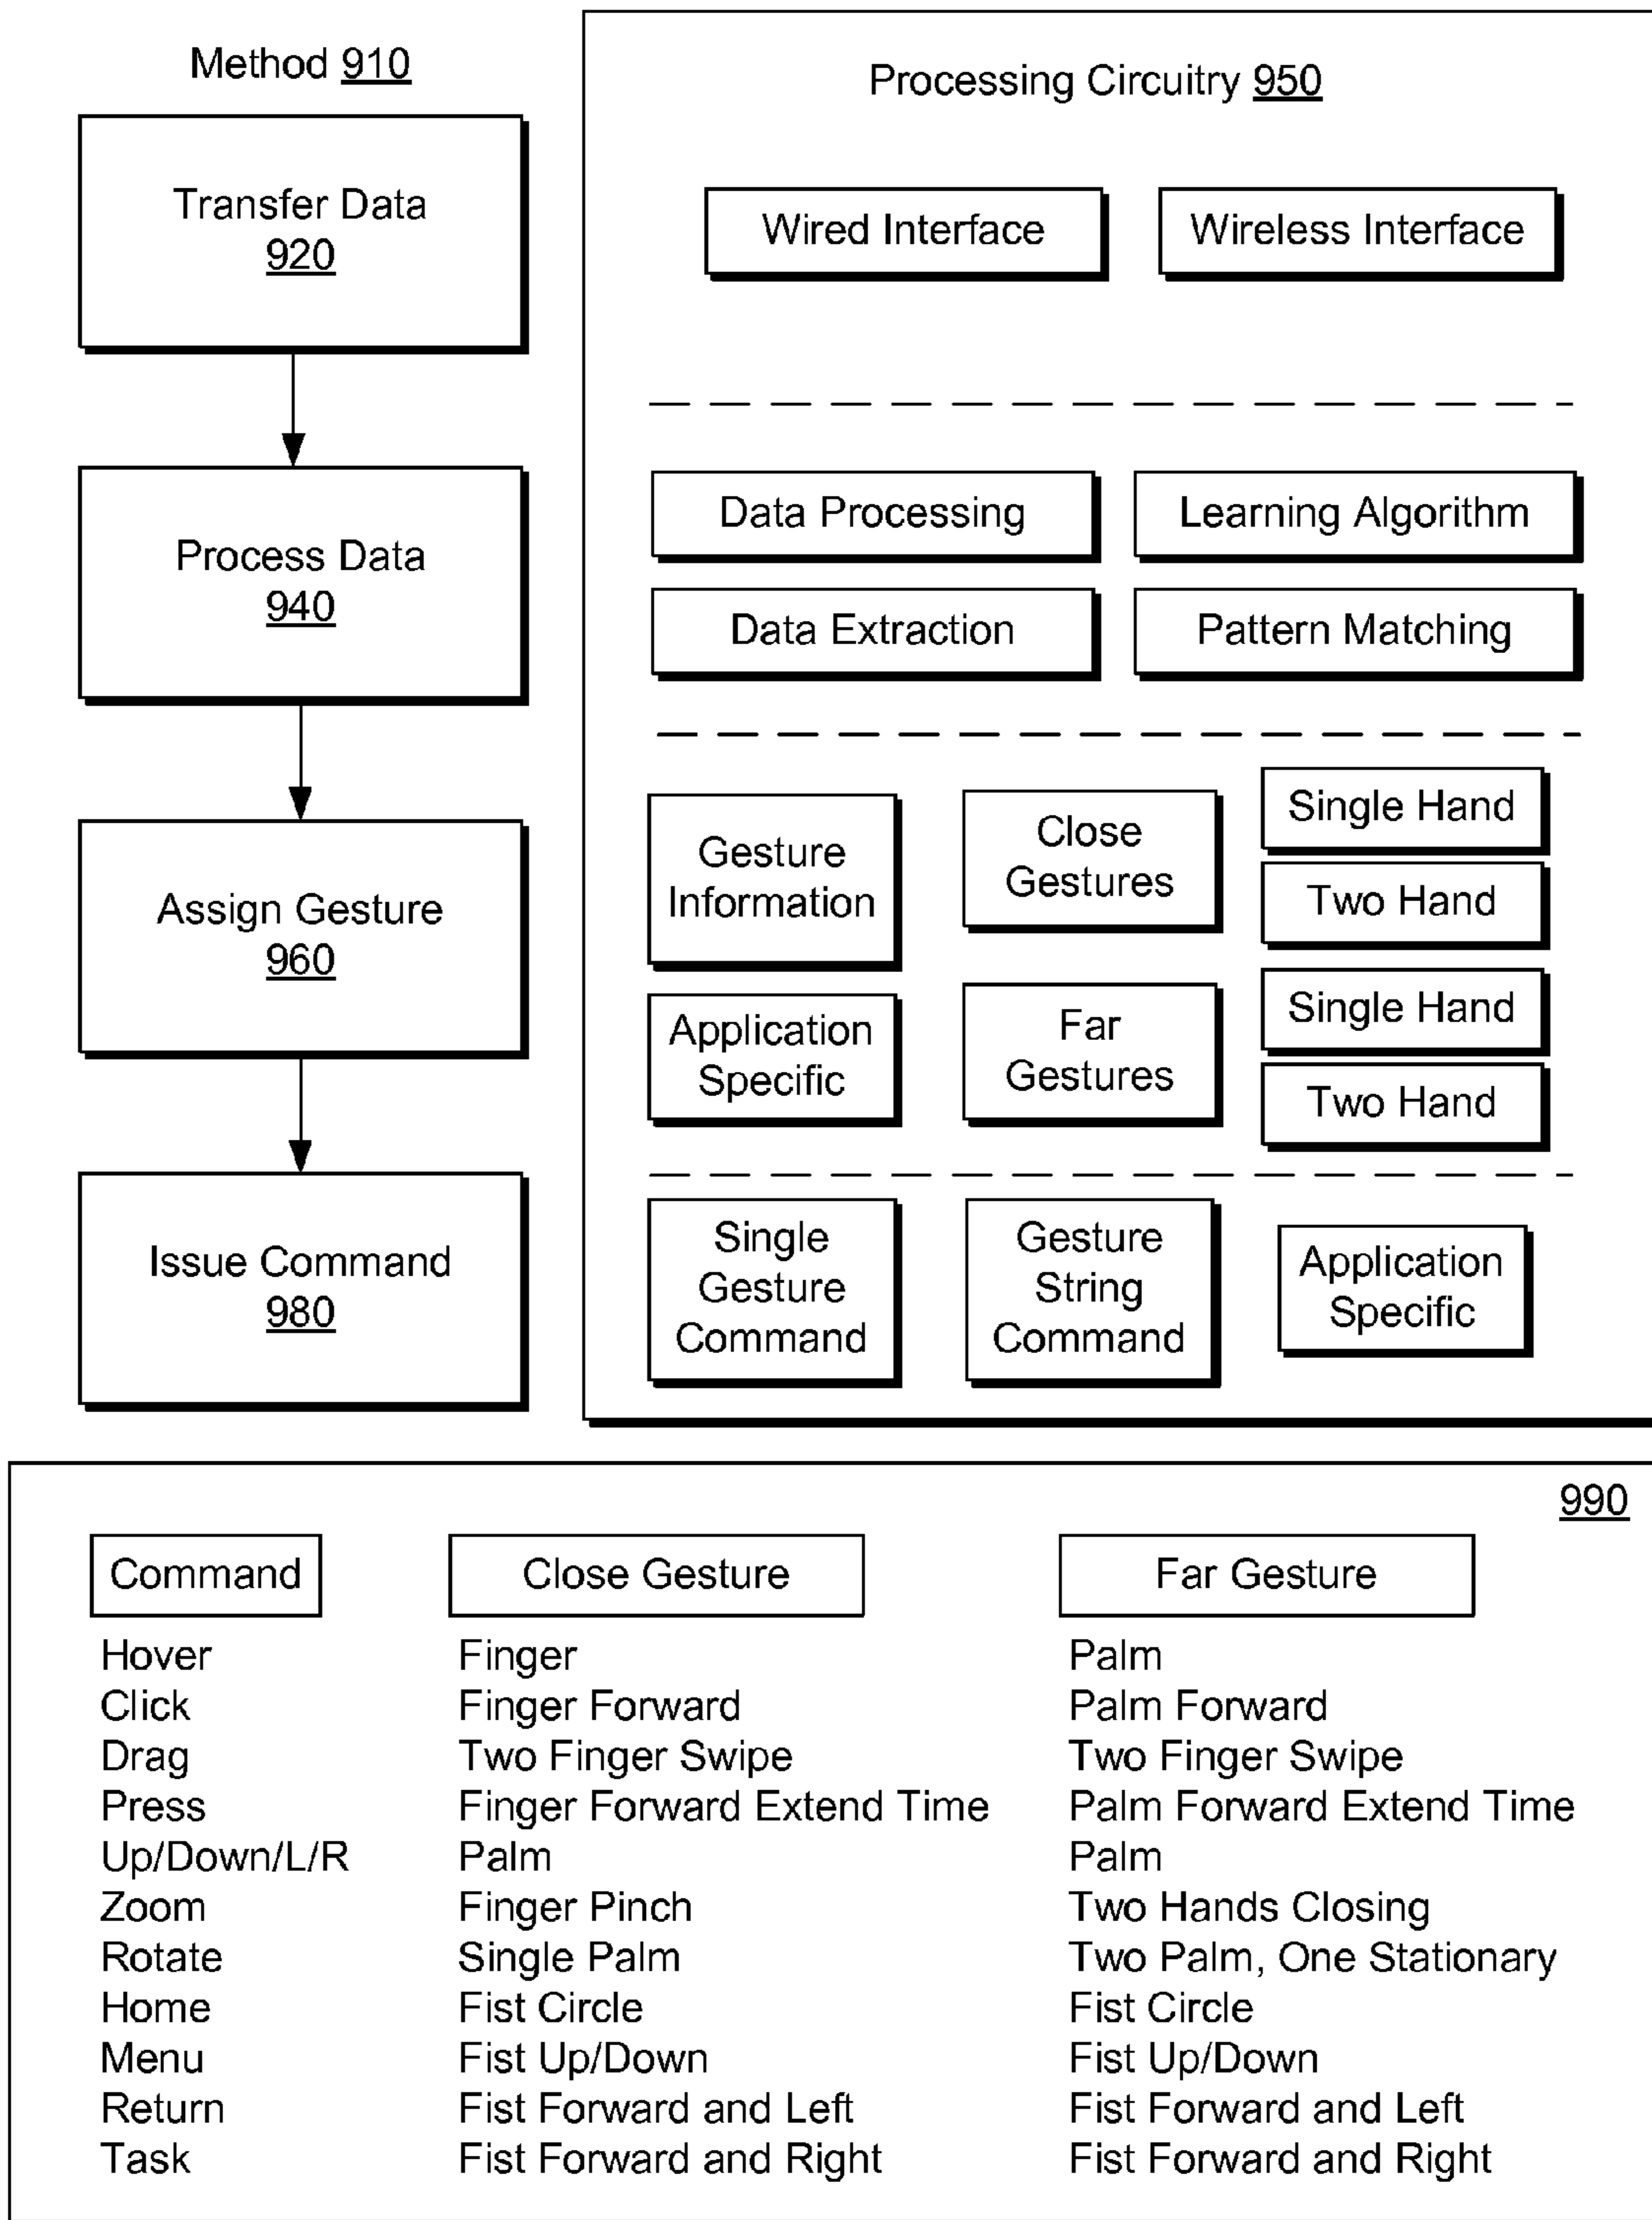 Method 910
Transfer Data
920
Process Data
940
Assign Gesture
960
Issue Command
980
Processing Circuitry 950
Wired Interface
Wireless Interface
Data Processing
Learning Algorithm
Data Extraction
Pattern Matching
Gesture
Information
Close
Gestures
Single Hand
Two Hand
Application
Specific
Far
Gestures
Single Hand
Two Hand
Single
Gesture
Command
Gesture
String
Command
Application
Specific
990
Command Close Gesture Far Gesture
Hover Finger Palm
Click Finger Forward Palm Forward
Drag Two Finger Swipe Two Finger Swipe
Press Finger Forward Extend Time Palm Forward Extend Time
Up/Down/L/R Palm Palm
Zoom Finger Pinch Two Hands Closing
Rotate Single Palm Two Palm, One Stationary
Home Fist Circle Fist Circle
Menu Fist Up/Down Fist Up/Down
Return Fist Forward and Left Fist Forward and Left
Task Fist Forward and Right Fist Forward and Right